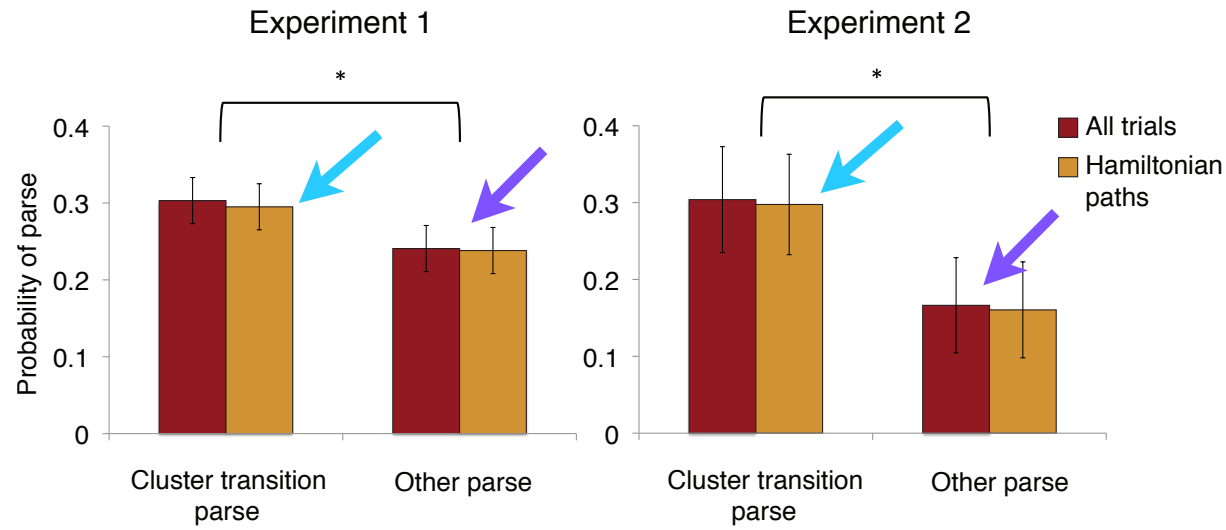 Experiment 1
Experiment 2
*
*
Probability of parse
0.4
0.3
0.2
0.1
0
Cluster transition
parse
Other parse
0.4
0.3
0.2
0.1
0
Cluster transition
parse
Other parse
All trials
Hamiltonian
paths